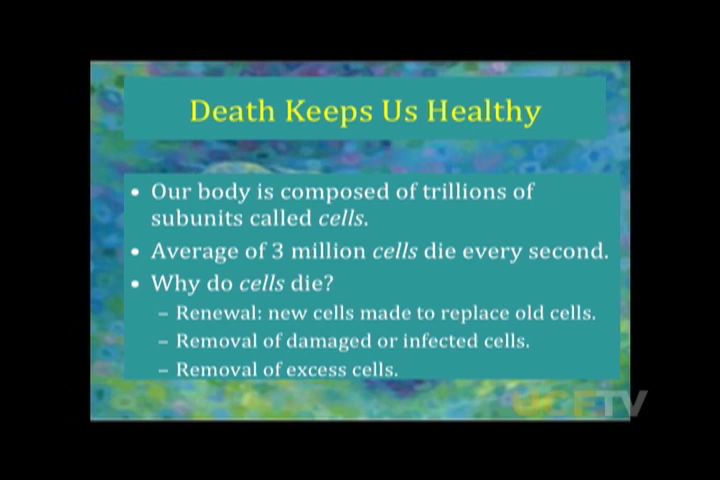 Death Keeps Us Healthy
• Our body is composed of trillions of
subunits called cells.
• Average of 3 million cells die every second.
• Why do cells die?
– Renewal: new cells made to replace old cells.
– Removal of damaged or infected cells.
– Removal of excess cells.
UCETV